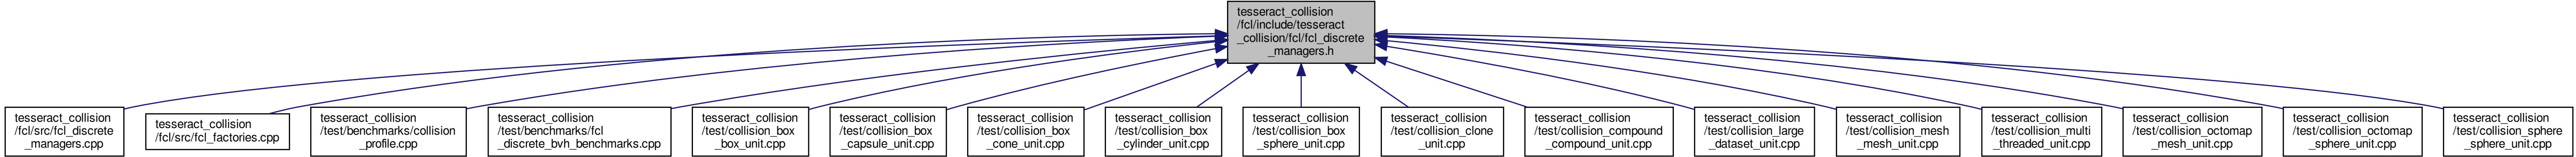 tesseract_collision
/fcl/include/tesseract
_collision/fcl/fcl_discrete
_managers.h
tesseract_collision
/fcl/src/fcl_discrete
_managers.cpp
tesseract_collision
/fcl/src/fcl_factories.cpp
tesseract_collision
/test/benchmarks/collision
_profile.cpp
tesseract_collision
/test/benchmarks/fcl
_discrete_bvh_benchmarks.cpp
tesseract_collision
/test/collision_box
_box_unit.cpp
tesseract_collision
/test/collision_box
_capsule_unit.cpp
tesseract_collision
/test/collision_box
_cone_unit.cpp
tesseract_collision
/test/collision_box
_cylinder_unit.cpp
tesseract_collision
/test/collision_box
_sphere_unit.cpp
tesseract_collision
/test/collision_clone
_unit.cpp
tesseract_collision
/test/collision_compound
_compound_unit.cpp
tesseract_collision
/test/collision_large
_dataset_unit.cpp
tesseract_collision
/test/collision_mesh
_mesh_unit.cpp
tesseract_collision
/test/collision_multi
_threaded_unit.cpp
tesseract_collision
/test/collision_octomap
_mesh_unit.cpp
tesseract_collision
/test/collision_octomap
_sphere_unit.cpp
tesseract_collision
/test/collision_sphere
_sphere_unit.cpp